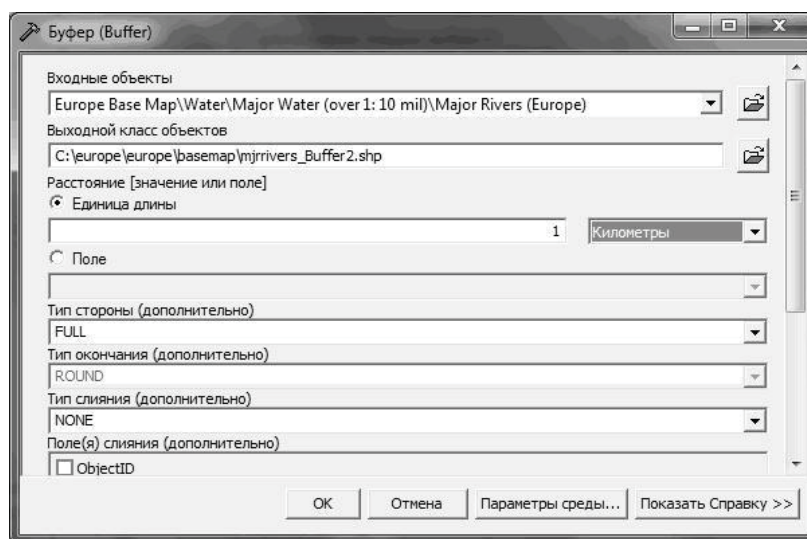 Буфер (Buffer)
Входные объекты
Europe Base Map\Water\Major Water (over 1: 10 mil)\Major Rivers (Europe)
Выходной класс объектов
C:\europe\europe\basemap\mjrrivers_Buffer2.shp
Расстояние [значение или поле]
Единица длины
1 Километры
Поле
Тип стороны (дополнительно)
FULL
Тип окончания (дополнительно)
ROUND
Тип слияния (дополнительно)
NONE
Поле(я) слияния (дополнительно)
ObjectID
OK Отмена Параметры среды... Показать Справку >>